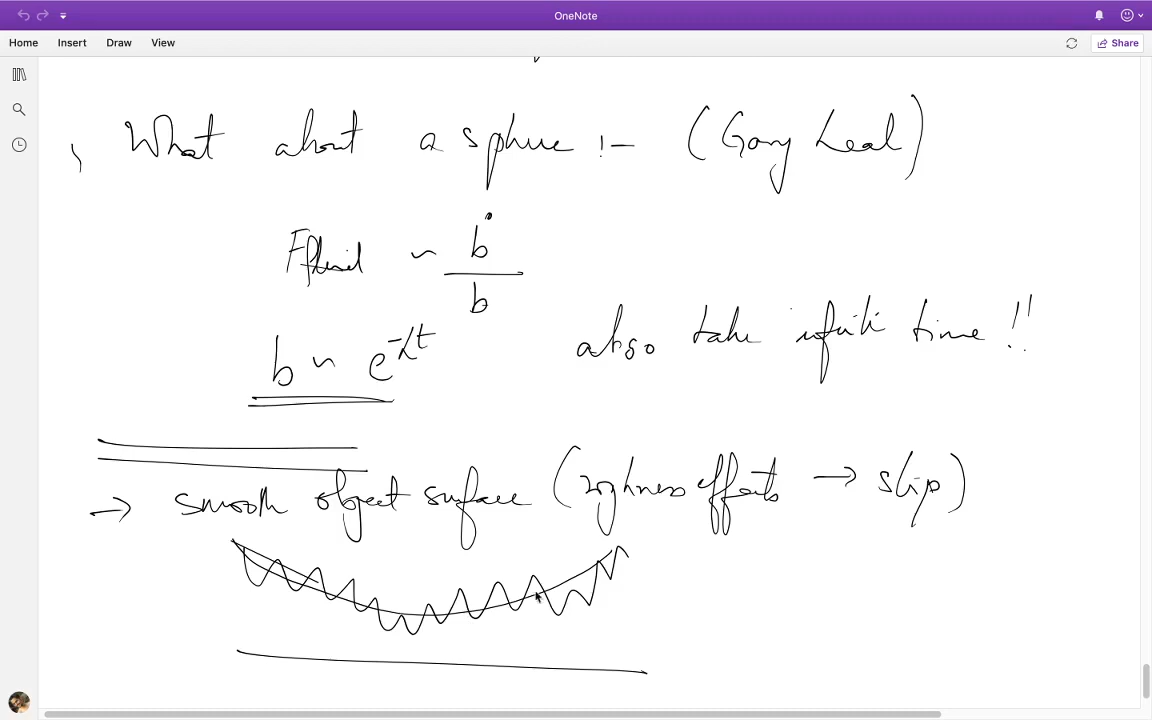 OneNote
Home Insert Draw View Share
, What about a sphere :- (Gary Leal)
Ffluid ~ ḃ / b
b ~ e^-λt also take infinite time !!
→ smooth object surface (roughness effects → slip)